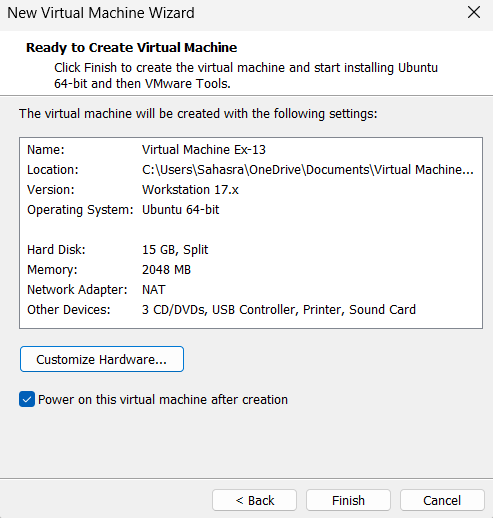 New Virtual Machine Wizard
Ready to Create Virtual Machine
Click Finish to create the virtual machine and start installing Ubuntu
64-bit and then VMware Tools.
The virtual machine will be created with the following settings:
Name: Virtual Machine Ex-13
Location: C:\Users\Sahasra\OneDrive\Documents\Virtual Machine...
Version: Workstation 17.x
Operating System: Ubuntu 64-bit
Hard Disk: 15 GB, Split
Memory: 2048 MB
Network Adapter: NAT
Other Devices: 3 CD/DVDs, USB Controller, Printer, Sound Card
Customize Hardware...
Power on this virtual machine after creation
< Back Finish Cancel